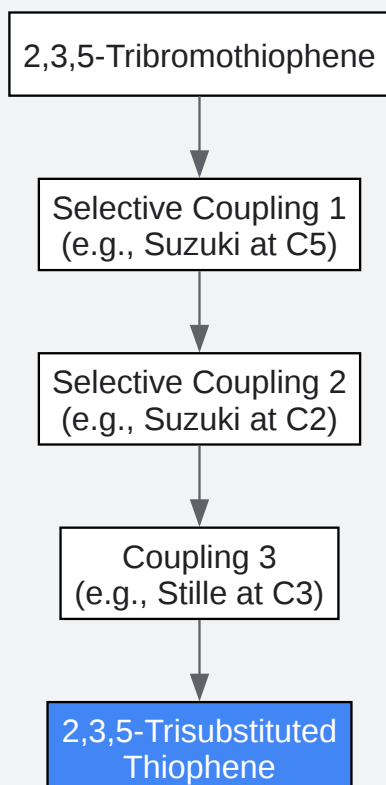 2,3,5-Tribromothiophene
Selective Coupling 1
(e.g., Suzuki at C5)
Selective Coupling 2
(e.g., Suzuki at C2)
Coupling 3
(e.g., Stille at C3)
2,3,5-Trisubstituted
Thiophene